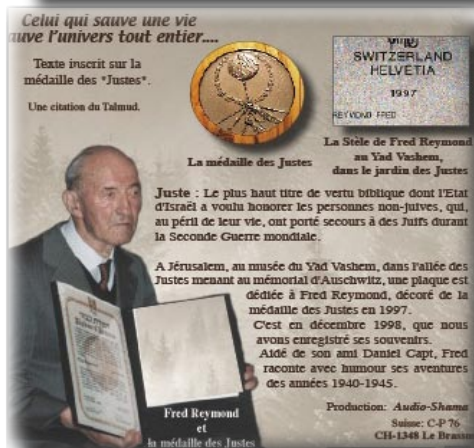 Celui qui sauve une vie
sauve l'univers tout entier....
Texte inscrit sur la
médaille des *Justes*.
Une citation du Talmud.
La médaille des Justes
SWITZERLAND
HELVETIA
1997
REYMOND FRED
La Stèle de Fred Reymond
au Yad Vashem,
dans le jardin des Justes
Juste : Le plus haut titre de vertu biblique dont l'Etat
d'Israël a voulu honorer les personnes non-juives, qui,
au péril de leur vie, ont porté secours à des Juifs durant
la Seconde Guerre mondiale.
A Jérusalem, au musée du Yad Vashem, dans l'allée des
Justes menant au mémorial d'Auschwitz, une plaque est
dédiée à Fred Reymond, décoré de la
médaille des Justes en 1997.
C'est en décembre 1998, que nous
avons enregistré ses souvenirs.
Aidé de son ami Daniel Capt, Fred
raconte avec humour ses aventures
des années 1940-1945.
Production: Audio-Shama
Suisse: C-P 76
CH-1348 Le Brassus
Fred Reymond
et
la médaille des Justes